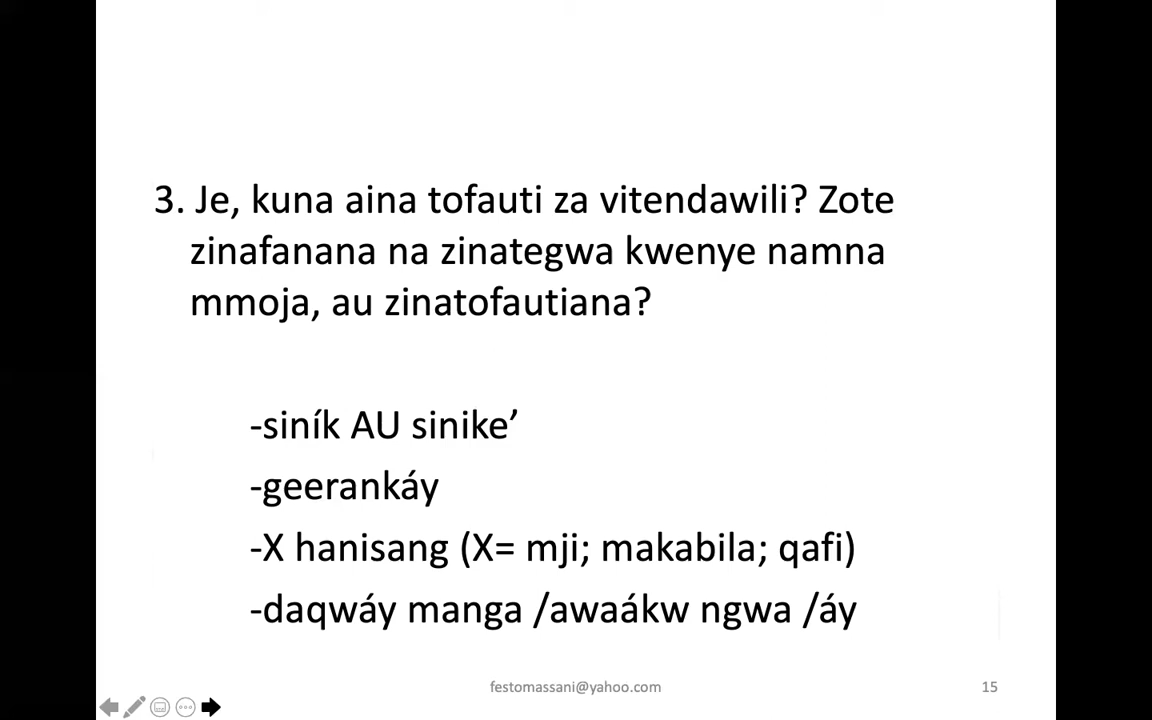 3. Je, kuna aina tofauti za vitendawili? Zote
zinafanana na zinategwa kwenye namna
mmoja, au zinatofautiana?
-siník AU sinike’
-geerankáy
-X hanisang (X= mji; makabila; qafi)
-daqwáy manga /awaákw ngwa /áy
festomassani@yahoo.com
15